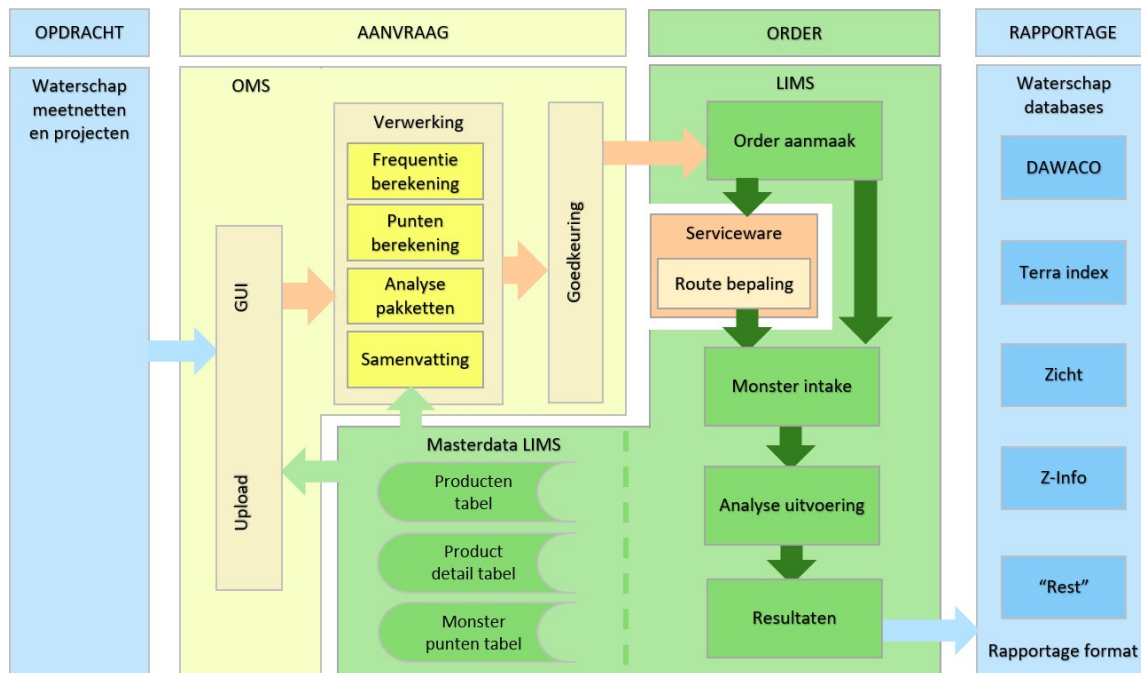 OPDRACHT
AANVRAAG
ORDER
RAPPORTAGE
Waterschap
meetnetten
en projecten
OMS
GUI
Upload
Verwerking
Frequentie
berekening
Punten
berekening
Analyse
pakketten
Samenvatting
Goedkeuring
Masterdata LIMS
Producten
tabel
Product
detail tabel
Monster
punten tabel
LIMS
Order aanmaak
Serviceware
Route bepaling
Monster intake
Analyse uitvoering
Resultaten
Waterschap
databases
DAWACO
Terra index
Zicht
Z-Info
“Rest”
Rapportage format